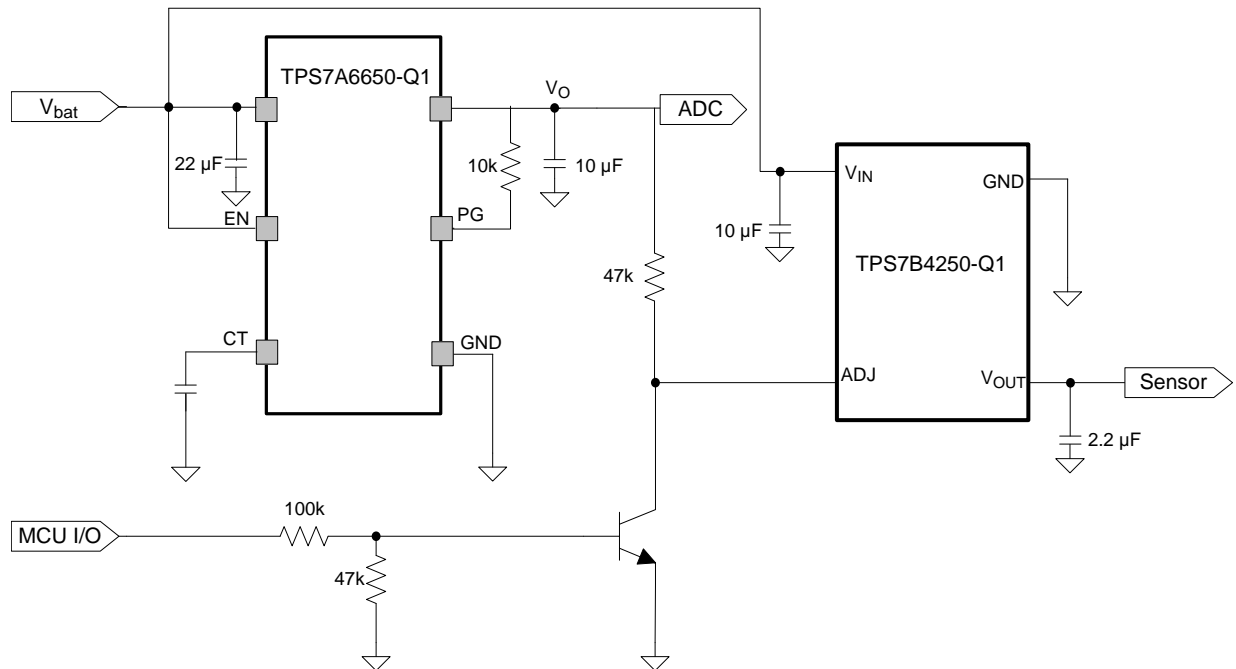 TPS7A6650-Q1
V_bat
22 µF
EN
CT
V_O
10k
10 µF
PG
GND
ADC
47k
10 µF
V_IN
GND
TPS7B4250-Q1
ADJ
V_OUT
Sensor
2.2 µF
MCU I/O
100k
47k